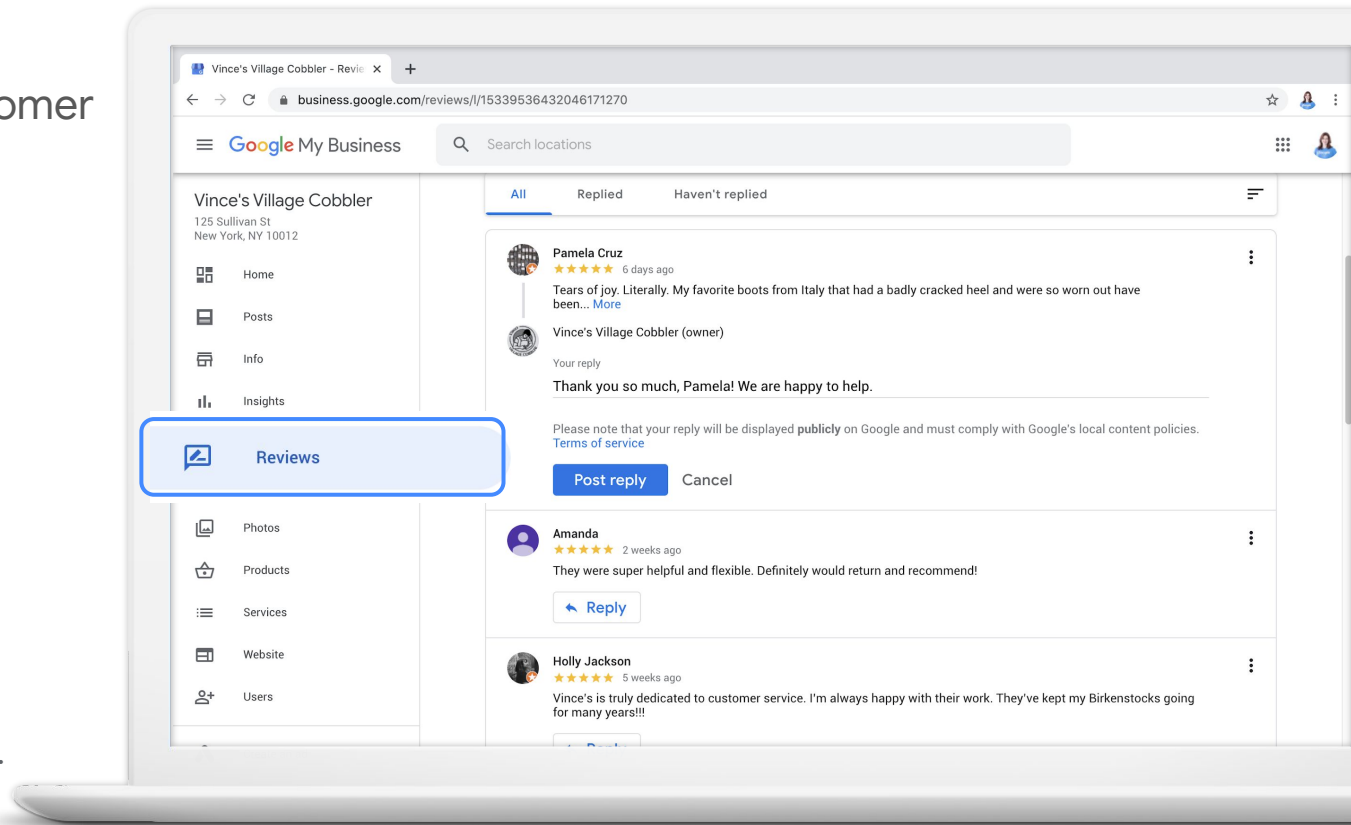 Vince's Village Cobbler - Revie
business.google.com/reviews/l/15339536432046171270
Google My Business
Search locations
Vince's Village Cobbler
125 Sullivan St
New York, NY 10012
Home
Posts
Info
Insights
Reviews
Photos
Products
Services
Website
Users
All Replied Haven't replied
Pamela Cruz
6 days ago
Tears of joy. Literally. My favorite boots from Italy that had a badly cracked heel and were so worn out have
been... More
Vince's Village Cobbler (owner)
Your reply
Thank you so much, Pamela! We are happy to help.
Please note that your reply will be displayed publicly on Google and must comply with Google's local content policies.
Terms of service
Post reply Cancel
Amanda
2 weeks ago
They were super helpful and flexible. Definitely would return and recommend!
Reply
Holly Jackson
5 weeks ago
Vince's is truly dedicated to customer service. I'm always happy with their work. They've kept my Birkenstocks going
for many years!!!